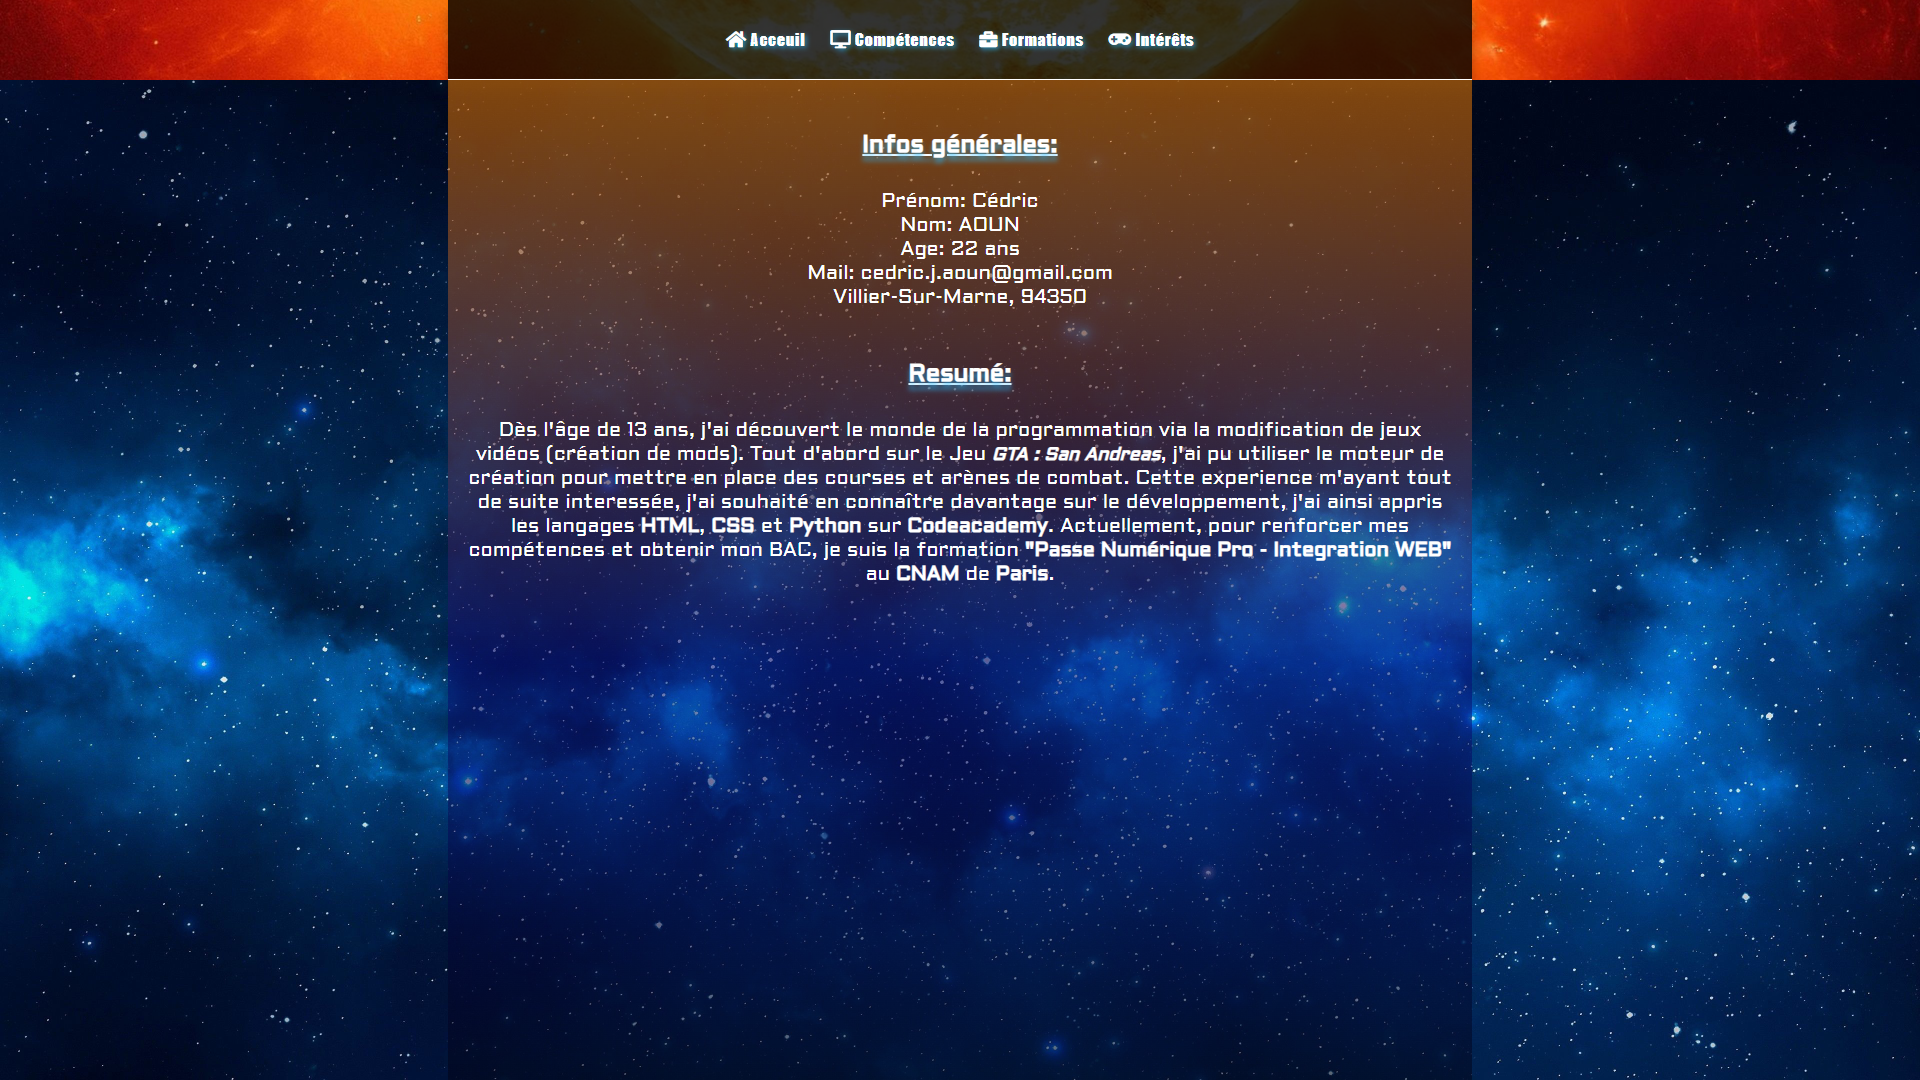 Acceuil Compétences Formations Intérêts
Infos générales:
Prénom: Cédric
Nom: AOUN
Age: 22 ans
Mail: cedric.j.aoun@gmail.com
Villier-Sur-Marne, 94350
Resumé:
Dès l'âge de 13 ans, j'ai découvert le monde de la programmation via la modification de jeux
vidéos (création de mods). Tout d'abord sur le Jeu GTA : San Andreas, j'ai pu utiliser le moteur de
création pour mettre en place des courses et arènes de combat. Cette experience m'ayant tout
de suite interessée, j'ai souhaité en connaître davantage sur le développement, j'ai ainsi appris
les langages HTML, CSS et Python sur Codeacademy. Actuellement, pour renforcer mes
compétences et obtenir mon BAC, je suis la formation "Passe Numérique Pro - Integration WEB"
au CNAM de Paris.